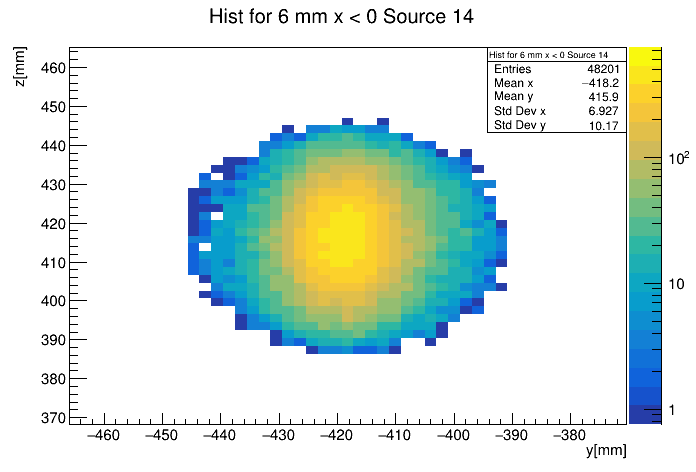 Hist for 6 mm x < 0 Source 14
z[mm]
460
450
440
430
420
410
400
390
380
370
−460
−450
−440
−430
−420
−410
−400
−390
−380
y[mm]
Hist for 6 mm x < 0 Source 14
Entries 48201
Mean x −418.2
Mean y 415.9
Std Dev x 6.927
Std Dev y 10.17
10²
10
1